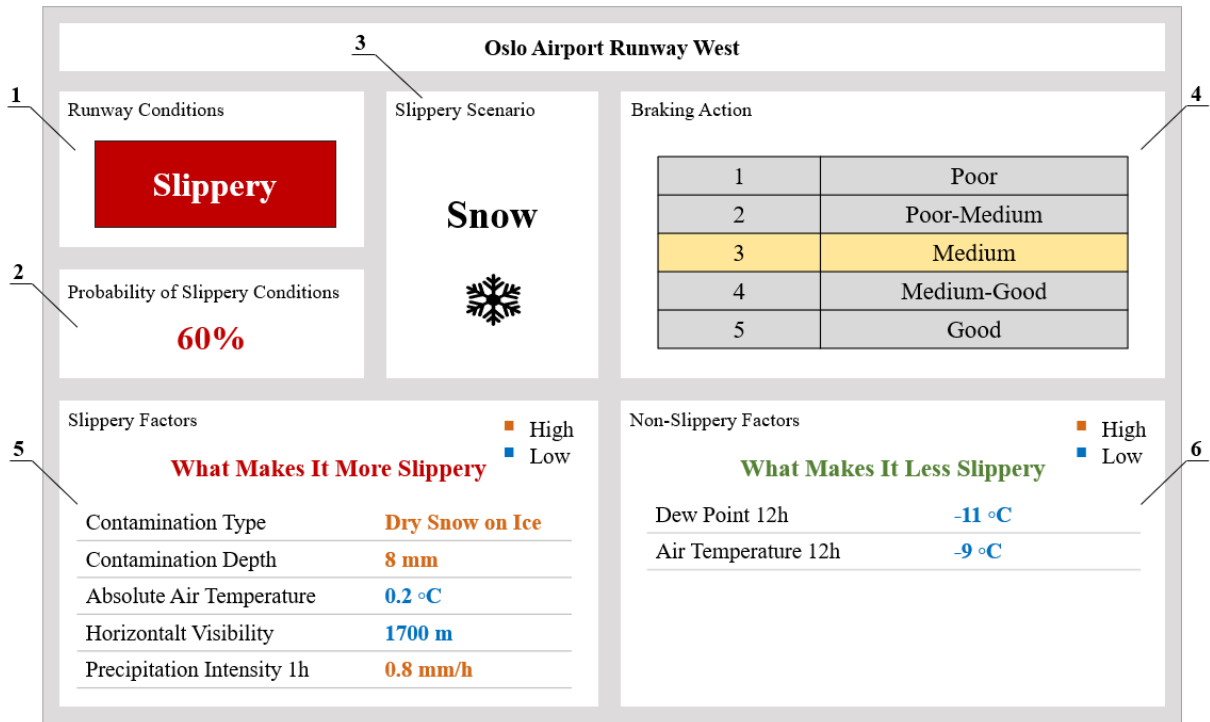 Oslo Airport Runway West
3
1
Runway Conditions
Slippery
Slippery Scenario
Snow
Braking Action
4
1 Poor
2 Poor-Medium
3 Medium
4 Medium-Good
5 Good
2
Probability of Slippery Conditions
60%
Slippery Factors
High
Low
5
What Makes It More Slippery
Contamination Type Dry Snow on Ice
Contamination Depth 8 mm
Absolute Air Temperature 0.2 °C
Horizontalt Visibility 1700 m
Precipitation Intensity 1h 0.8 mm/h
Non-Slippery Factors
High
Low
6
What Makes It Less Slippery
Dew Point 12h -11 °C
Air Temperature 12h -9 °C